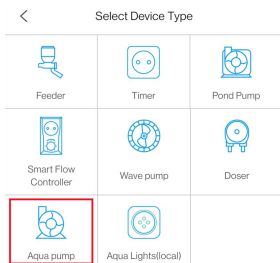 Select Device Type
Feeder
Timer
Pond Pump
Smart Flow
Controller
Wave pump
Doser
Aqua pump
Aqua Lights(local)